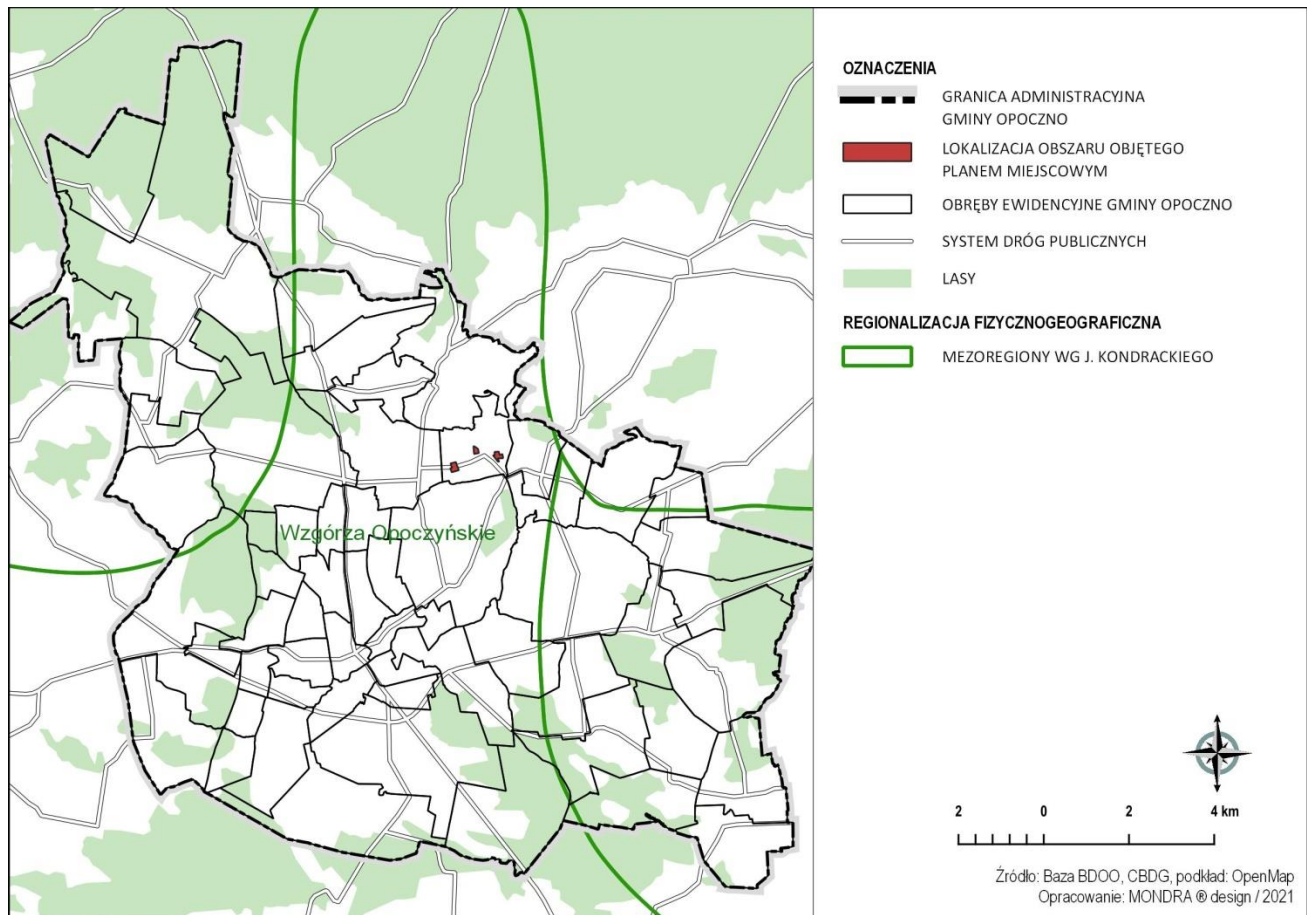 OZNACZENIA
GRANICA ADMINISTRACYJNA
GMINY OPOCZNO
LOKALIZACJA OBSZARU OBJĘTEGO
PLANEM MIEJSCOWYM
OBRĘBY EWIDENCYJNE GMINY OPOCZNO
SYSTEM DRÓG PUBLICZNYCH
LASY
REGIONALIZACJA FIZYCZNOGEOGRAFICZNA
MEZOREGIONY WG J. KONDRACKIEGO
Wzgórza Opoczyńskie
2 0 2 4 km
Źródło: Baza BDOO, CBDG, podkład: OpenMap
Opracowanie: MONDRA ® design / 2021